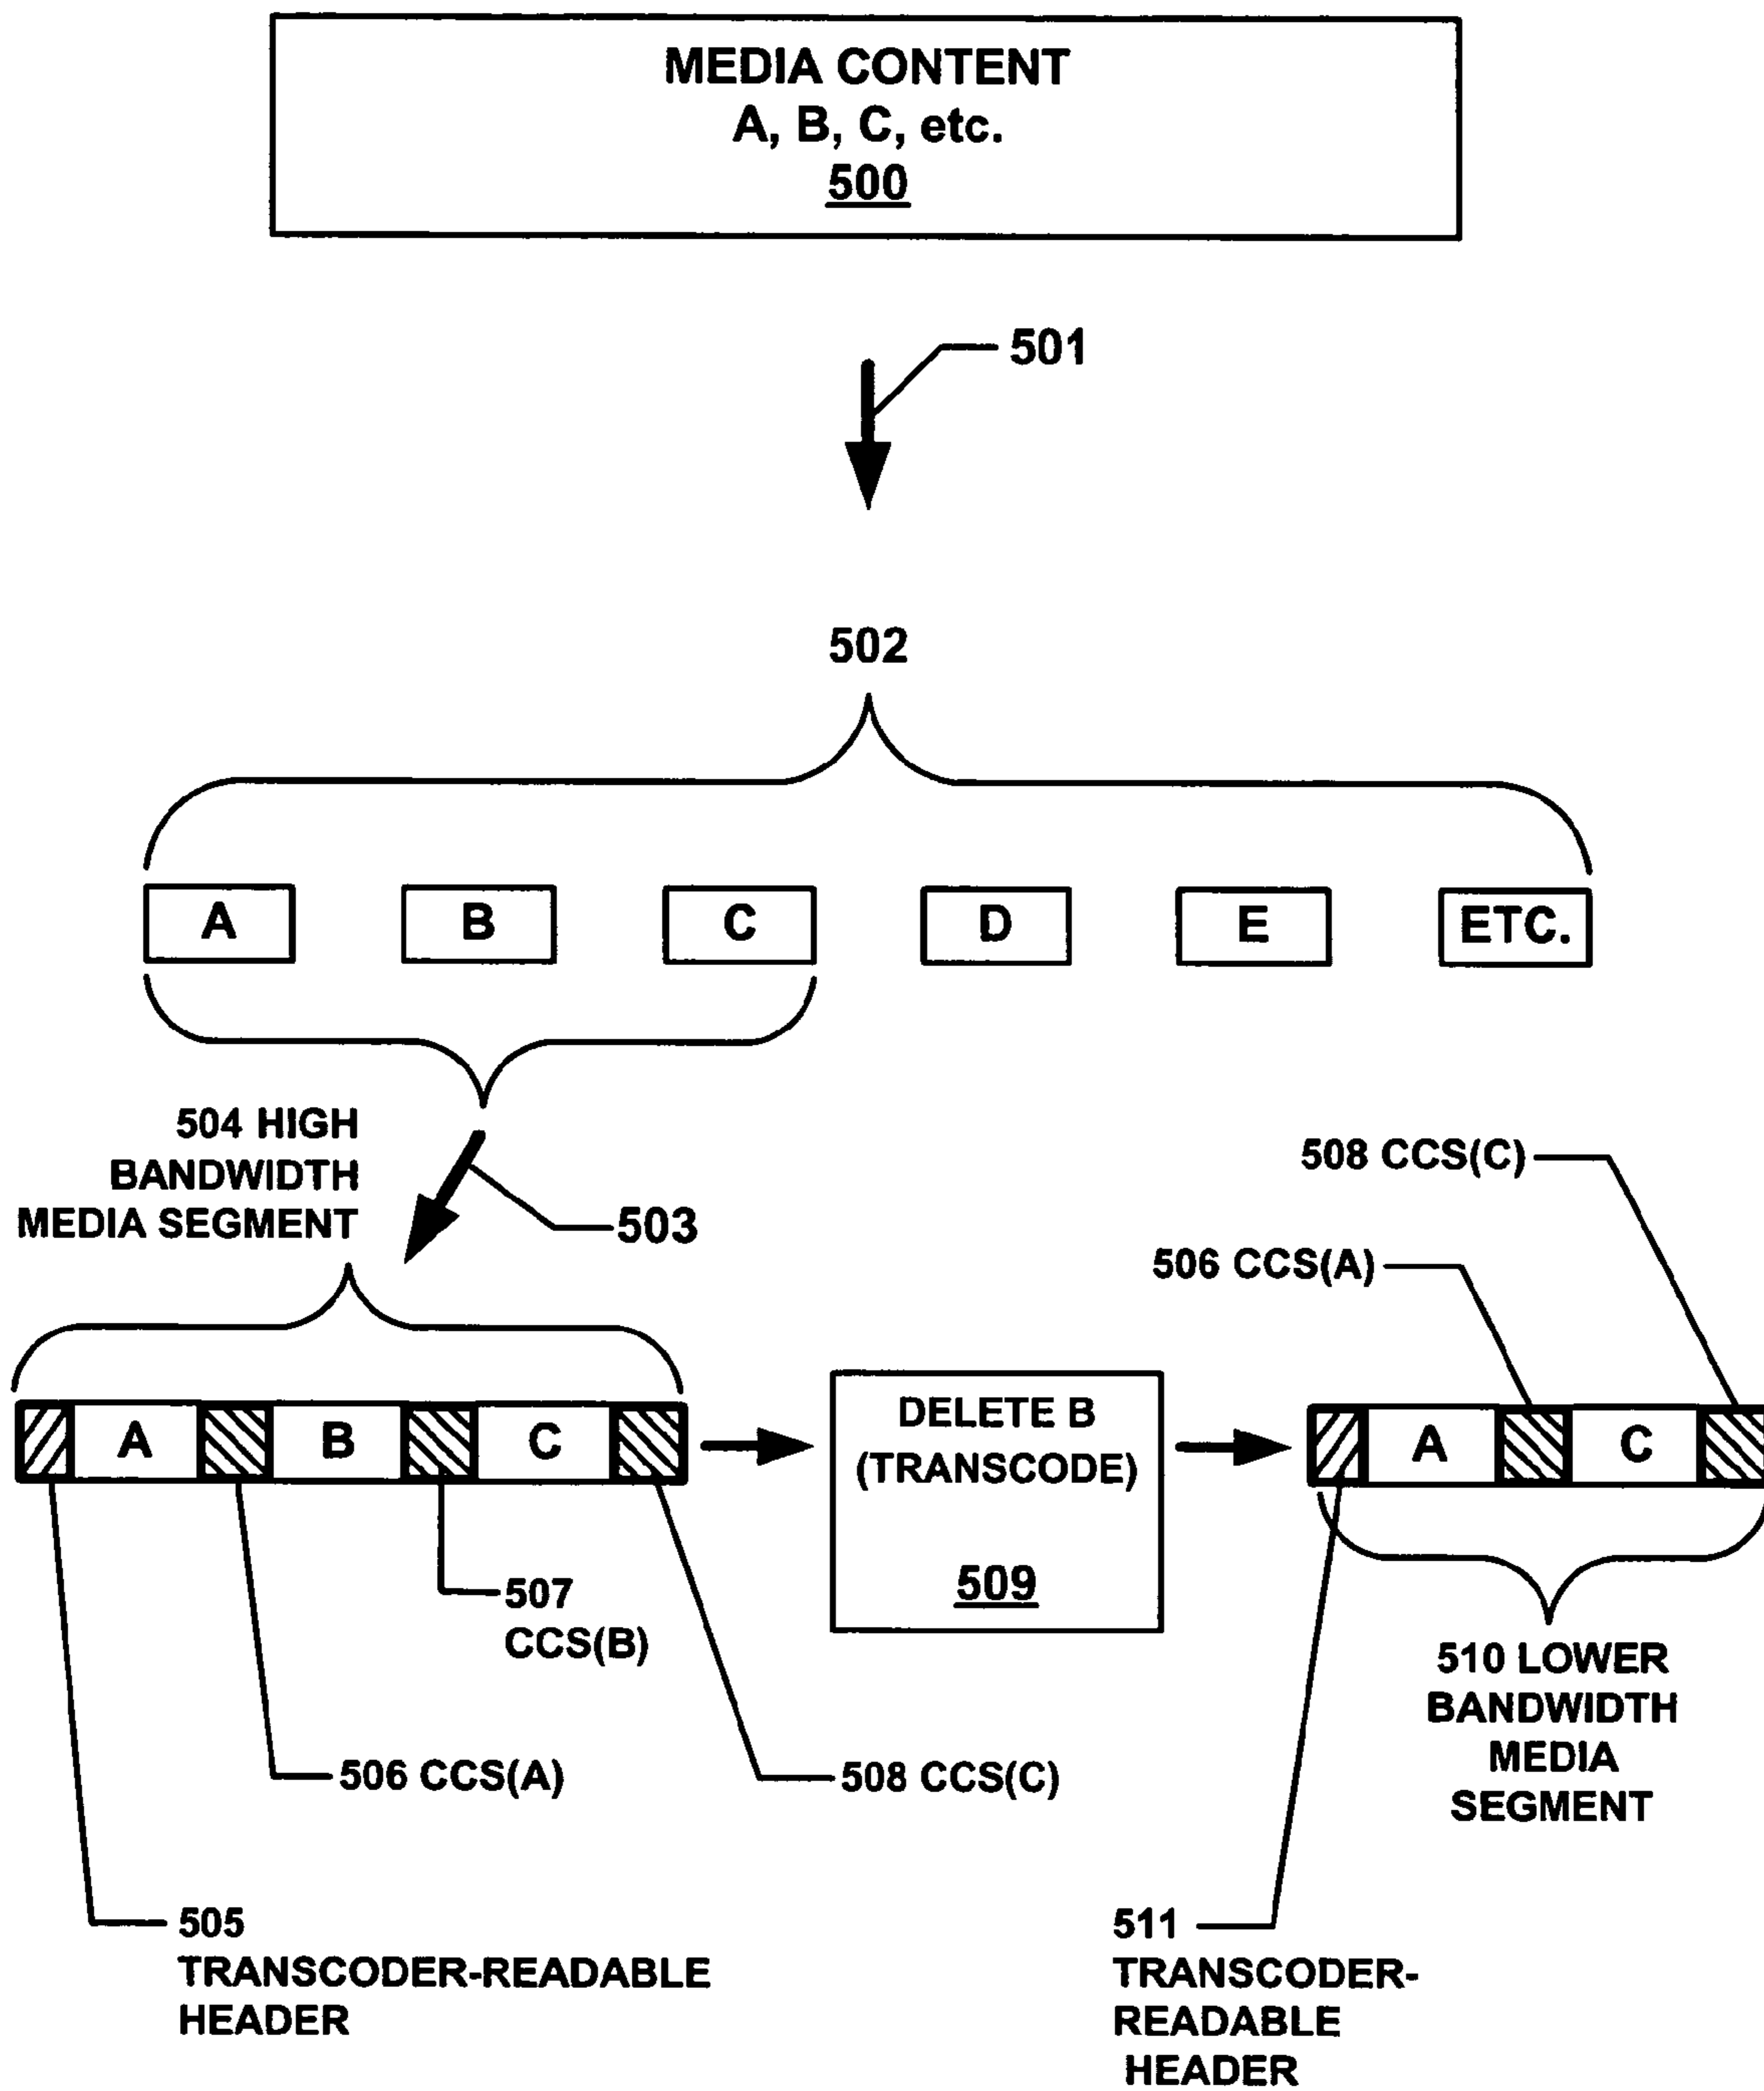 MEDIA CONTENT
A, B, C, etc.
500
501
502
A B C D E ETC.
504 HIGH
BANDWIDTH
MEDIA SEGMENT
503
508 CCS(C)
506 CCS(A)
A B C
DELETE B
(TRANSCODE)
509
A C
507
CCS(B)
506 CCS(A)
508 CCS(C)
510 LOWER
BANDWIDTH
MEDIA
SEGMENT
505
TRANSCODER-READABLE
HEADER
511
TRANSCODER-
READABLE
HEADER